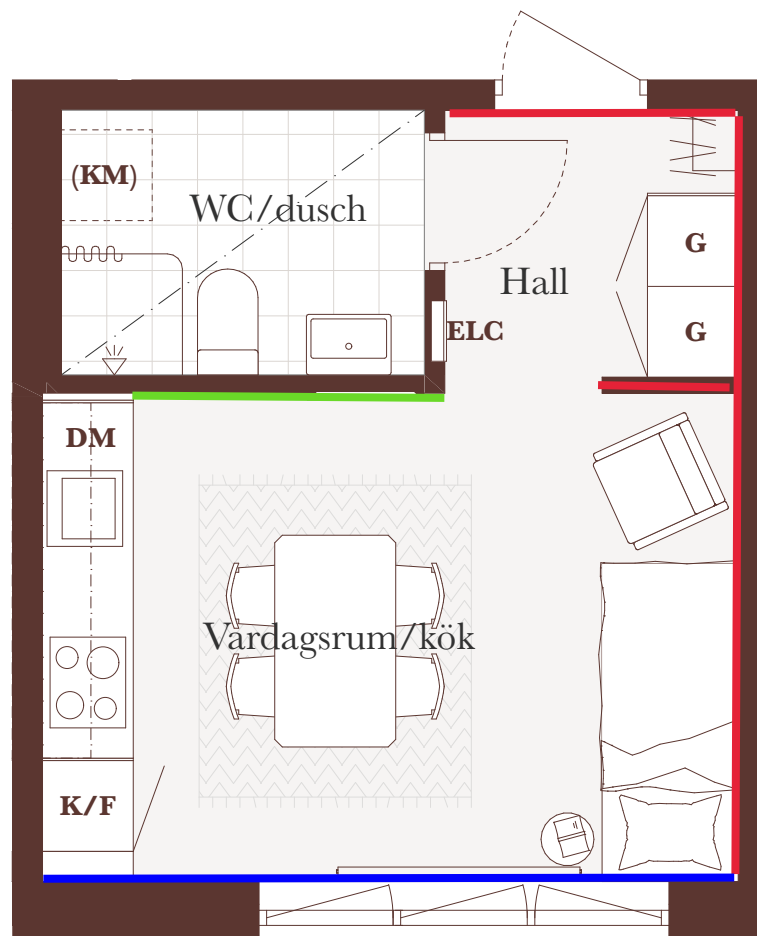 (KM)
WC/dusch
G
Hall
G
ELC
DM
Vardagsrum/kök
K/F